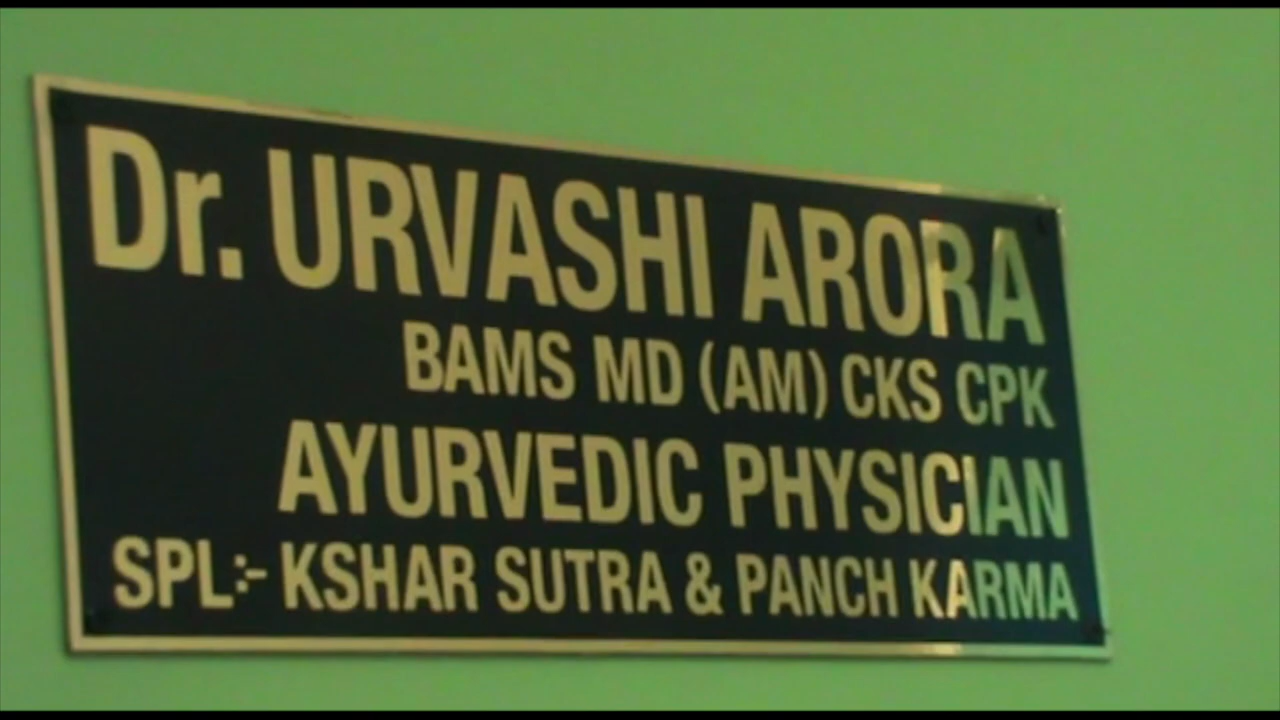 Dr. URVASHI ARORA
BAMS MD (AM) CKS CPK
AYURVEDIC PHYSICIAN
SPL:- KSHAR SUTRA & PANCH KARMA